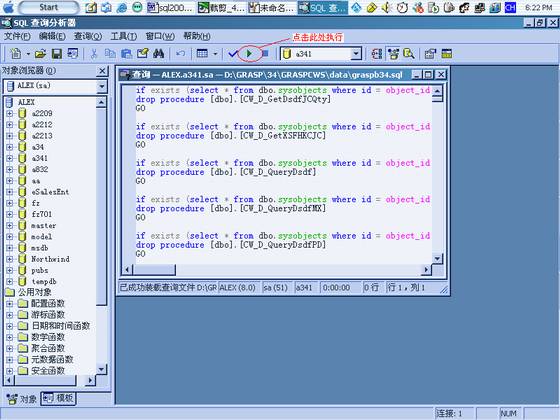 Start
sql200...
裁剪_4...
未命名...
SQL 查...
CH
6:22 PM
SQL 查询分析器
文件(F) 编辑(E) 查询(Q) 工具(T) 窗口(W) 帮助(H)
点击此处执行
a341
对象浏览器(O)
ALEX(sa)
ALEX
a2209
a2212
a2213
a34
a341
a832
aa
eSalesEnt
fr
fr701
master
model
msdb
Northwind
pubs
tempdb
公用对象
配置函数
游标函数
日期和时间函数
数学函数
聚合函数
元数据函数
安全函数
对象 模板
查询 — ALEX.a341.sa — D:\GRASP\34\GRASPCWS\data\graspb34.sql
if exists (select * from dbo.sysobjects where id = object_id
drop procedure [dbo].[CW_D_GetDsdfJCQty]
GO
if exists (select * from dbo.sysobjects where id = object_id
drop procedure [dbo].[CW_D_GetXSFHKCJC]
GO
if exists (select * from dbo.sysobjects where id = object_id
drop procedure [dbo].[CW_D_QueryDsdf]
GO
if exists (select * from dbo.sysobjects where id = object_id
drop procedure [dbo].[CW_D_QueryDsdfMX]
GO
if exists (select * from dbo.sysobjects where id = object_id
drop procedure [dbo].[CW_D_QueryDsdfPD]
GO
已成功装载查询文件 D:\GR ALEX (8.0) sa (51) a341 0:00:00 0 行 行 1，列 1
连接: 1 NUM